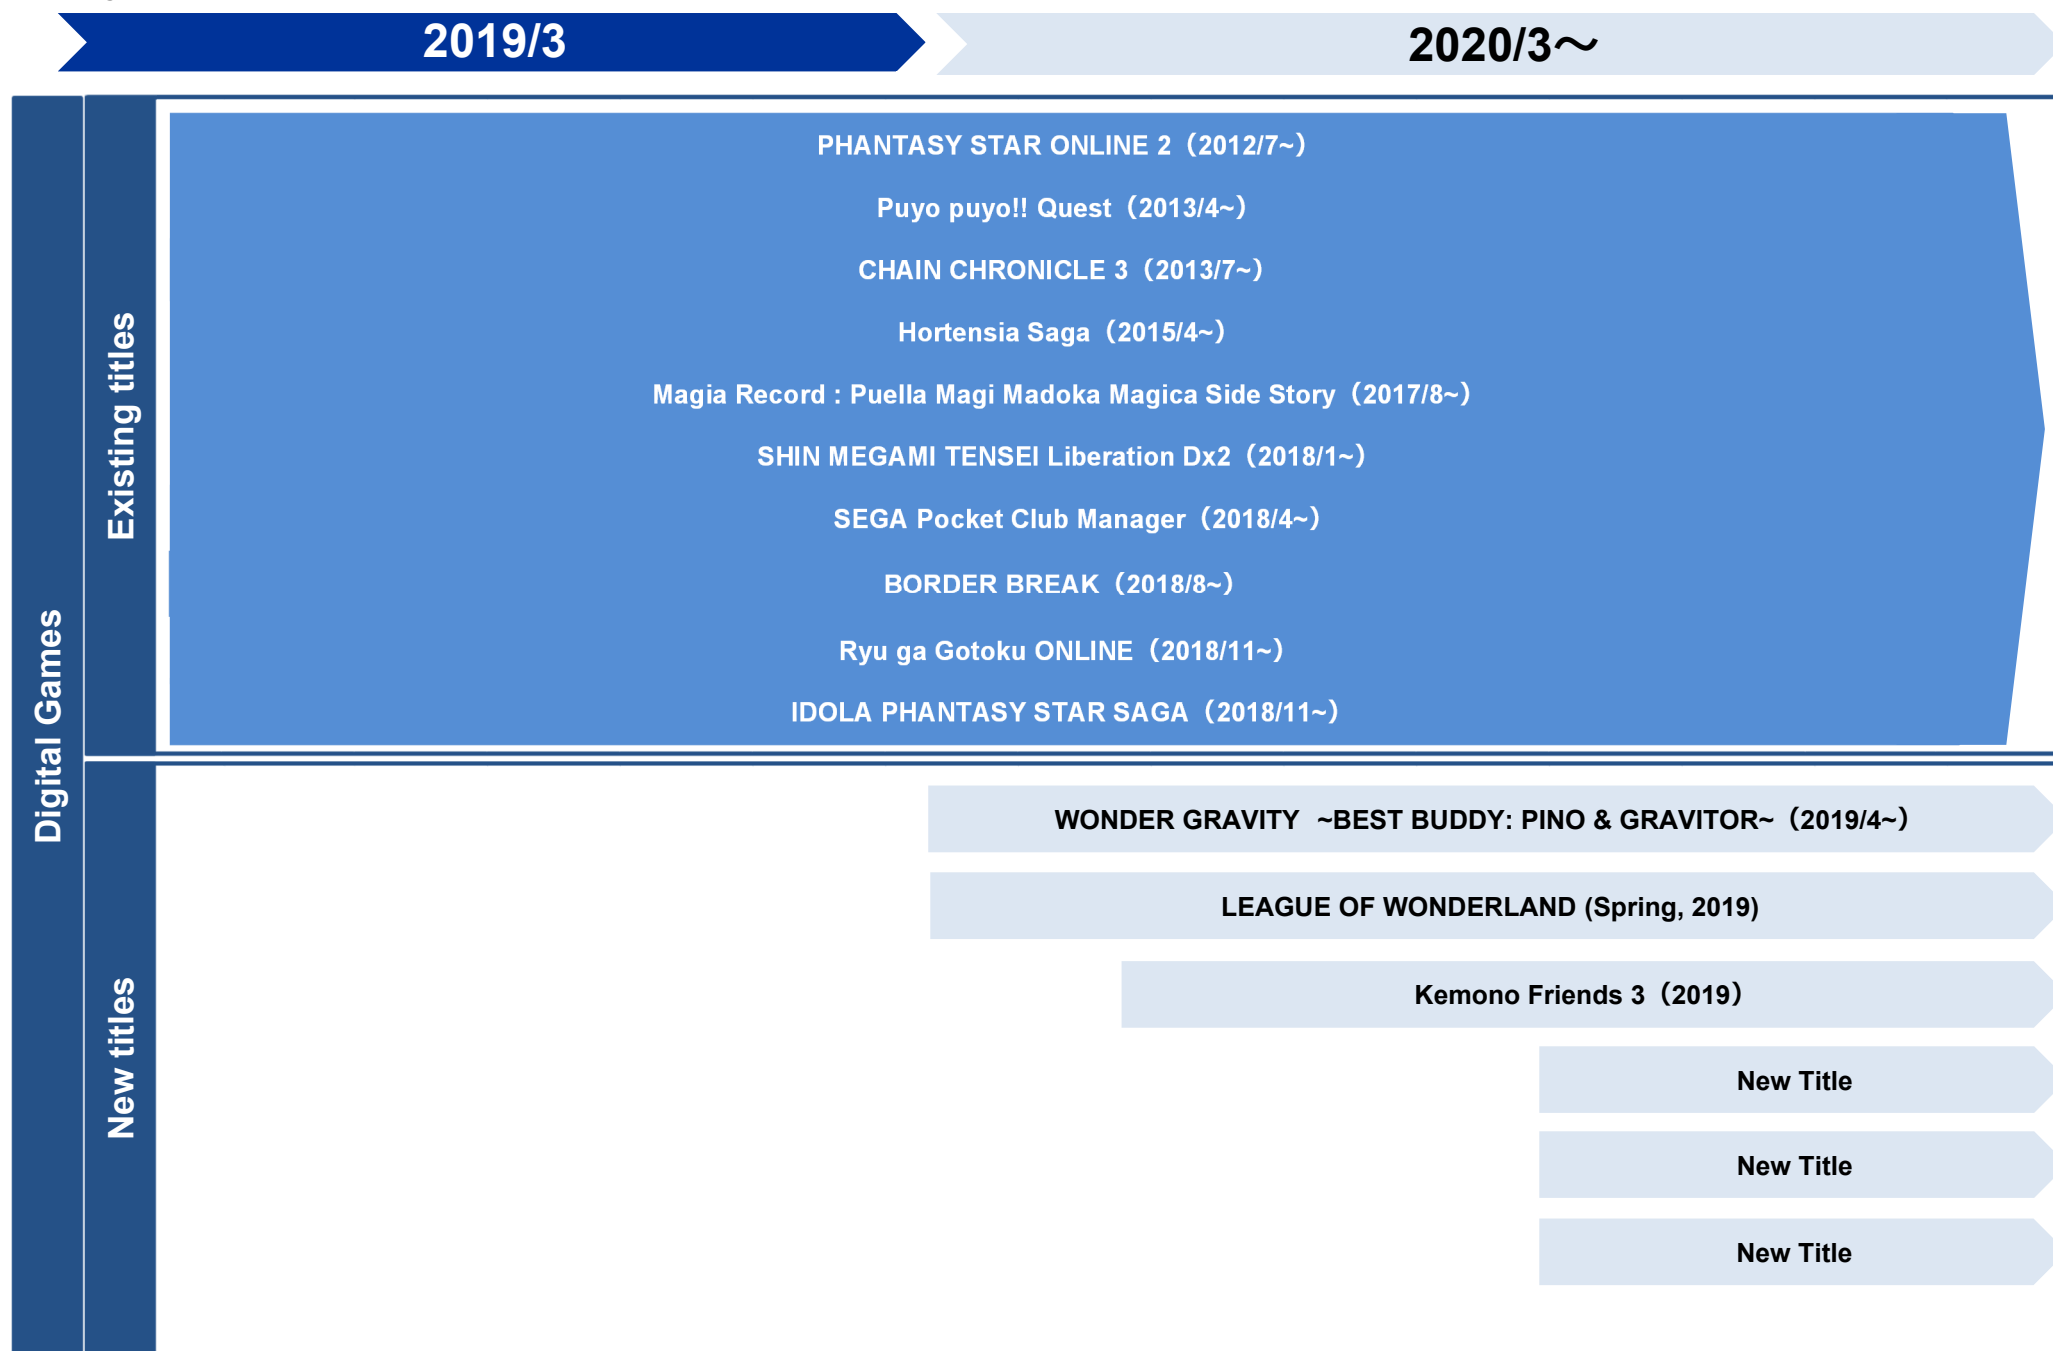 2019/3
2020/3～
Digital Games
Existing titles
PHANTASY STAR ONLINE 2（2012/7~）
Puyo puyo!! Quest（2013/4~）
CHAIN CHRONICLE 3（2013/7~）
Hortensia Saga（2015/4~）
Magia Record : Puella Magi Madoka Magica Side Story（2017/8~）
SHIN MEGAMI TENSEI Liberation Dx2（2018/1~）
SEGA Pocket Club Manager（2018/4~）
BORDER BREAK（2018/8~）
Ryu ga Gotoku ONLINE（2018/11~）
IDOLA PHANTASY STAR SAGA（2018/11~）
New titles
WONDER GRAVITY  ~BEST BUDDY: PINO & GRAVITOR~（2019/4~）
LEAGUE OF WONDERLAND (Spring, 2019)
Kemono Friends 3（2019）
New Title
New Title
New Title